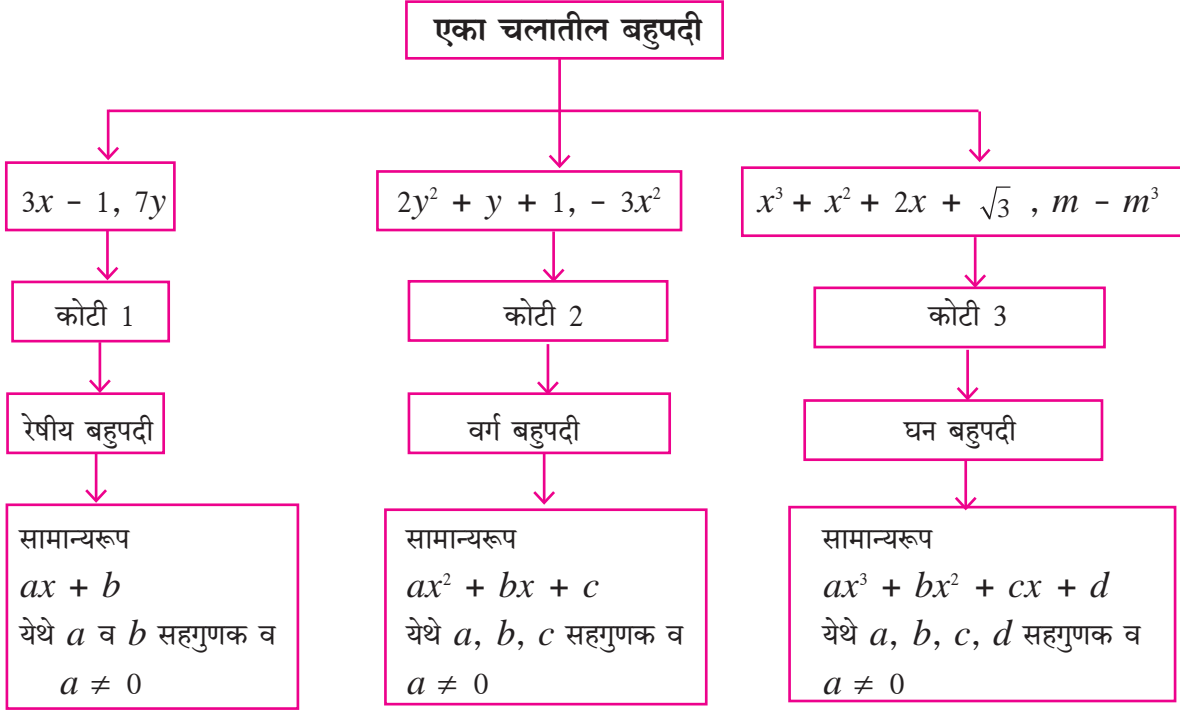 एका चलातील बहुपदी
3x - 1, 7y
2y² + y + 1, - 3x²
x³ + x² + 2x + √3 , m - m³
कोटी 1
कोटी 2
कोटी 3
रेषीय बहुपदी
वर्ग बहुपदी
घन बहुपदी
सामान्यरूप
ax + b
येथे a व b सहगुणक व
a ≠ 0
सामान्यरूप
ax² + bx + c
येथे a, b, c सहगुणक व
a ≠ 0
सामान्यरूप
ax³ + bx² + cx + d
येथे a, b, c, d सहगुणक व
a ≠ 0